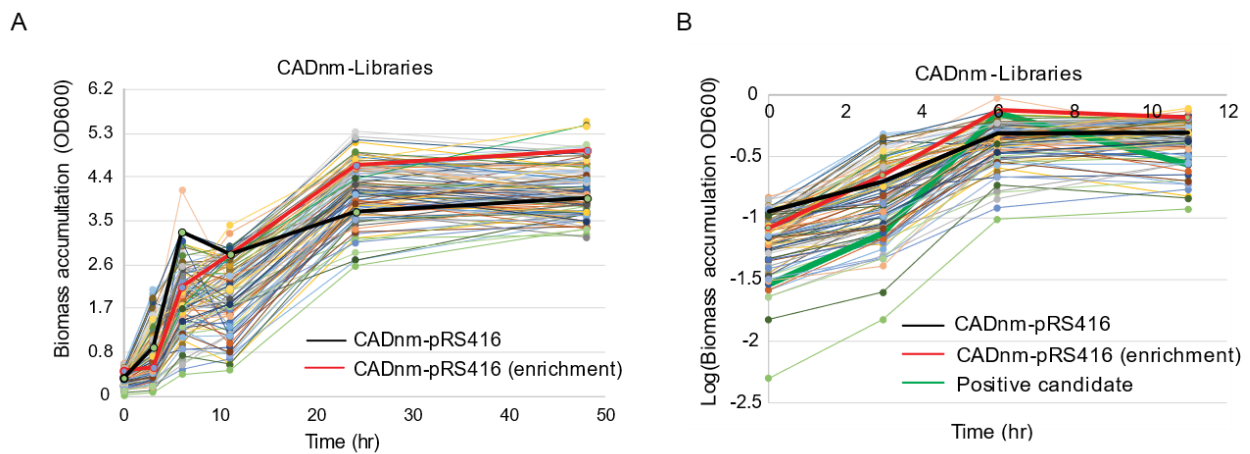 A
CADnm-Libraries
Biomass accumultation (OD600)
6.2
5.3
4.4
3.5
2.6
1.7
0.8
0
0
10
20
30
40
50
Time (hr)
CADnm-pRS416
CADnm-pRS416 (enrichment)
B
CADnm-Libraries
Log(Biomass accumulation OD600)
0
-0.5
-1
-1.5
-2
-2.5
0
2
4
6
8
10
12
CADnm-pRS416
CADnm-pRS416 (enrichment)
Positive candidate
Time (hr)